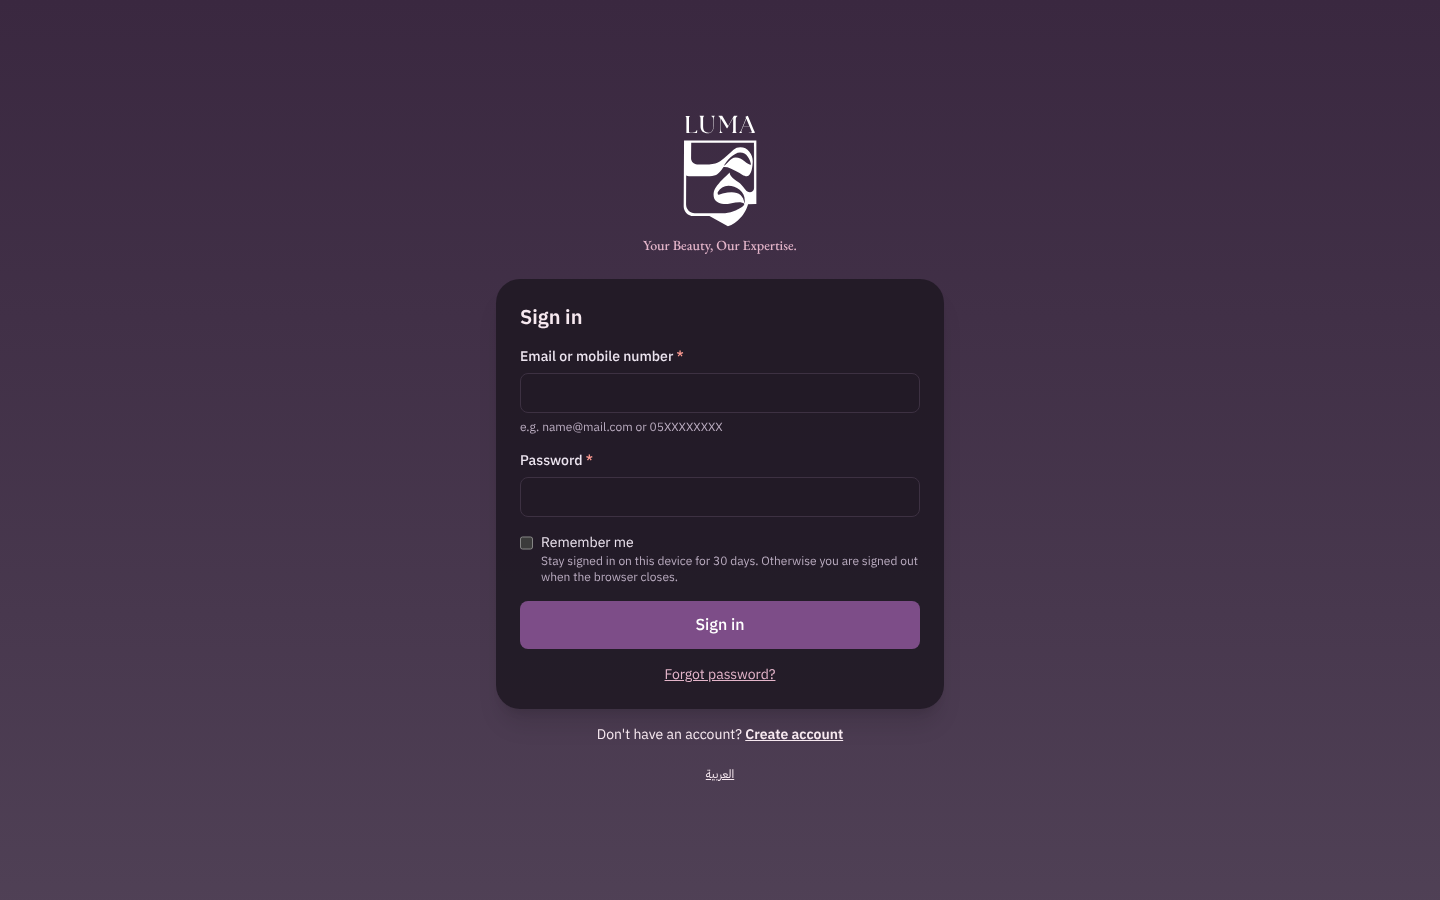 LUMA
Your Beauty, Our Expertise.
Sign in
Email or mobile number *
e.g. name@mail.com or 05XXXXXXXX
Password *
Remember me
Stay signed in on this device for 30 days. Otherwise you are signed out
when the browser closes.
Sign in
Forgot password?
Don't have an account? Create account
العربية